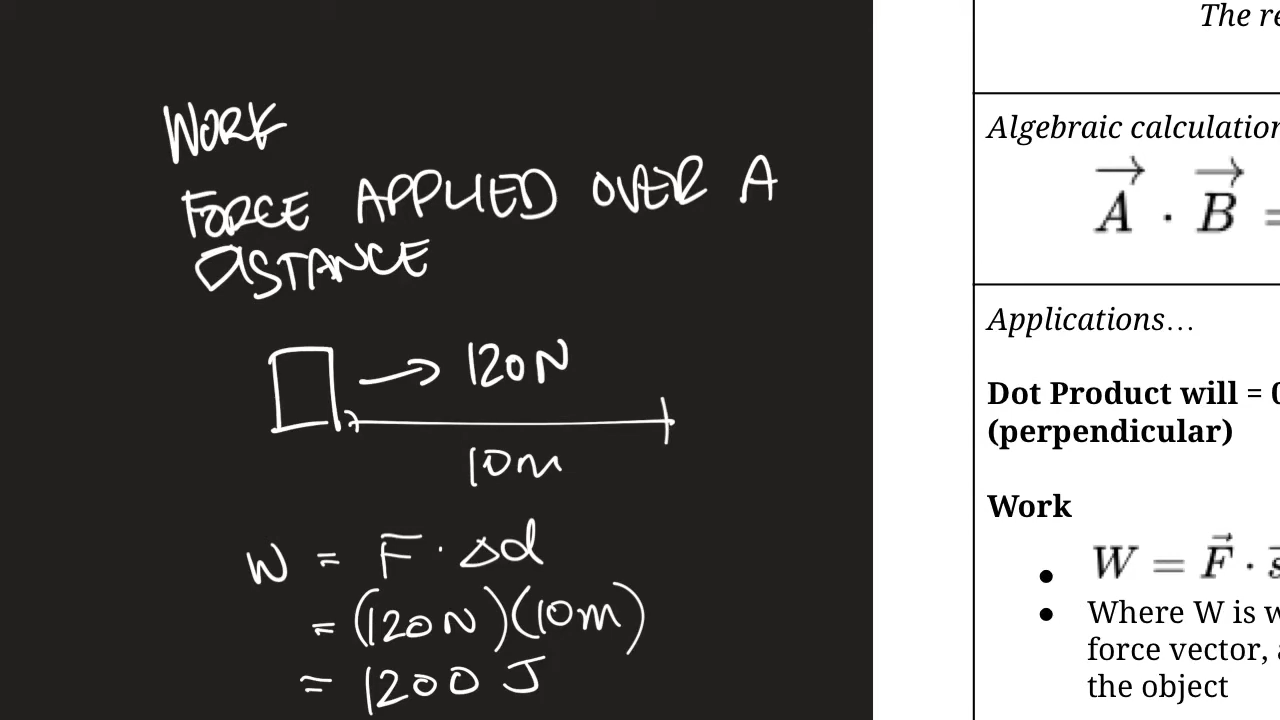 WORK
FORCE APPLIED OVER A
DISTANCE
→ 120N
10m
W = F · Δd
= (120N)(10m)
= 1200 J
The re
Algebraic calculation
A⃗ · B⃗ =
Applications…
Dot Product will = 0
(perpendicular)
Work
● W = F⃗ · s⃗
● Where W is w
force vector, a
the object